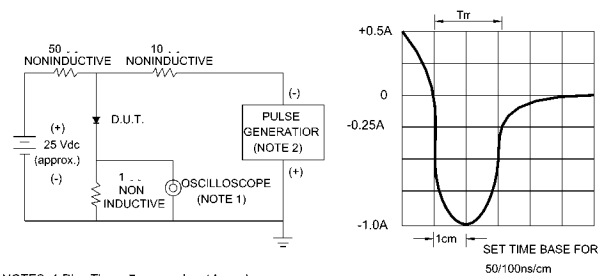 50
NONINDUCTIVE
10
NONINDUCTIVE
(+)
25 Vdc
(approx.)
(-)
D.U.T.
1
NON
INDUCTIVE
OSCILLOSCOPE
(NOTE 1)
(-)
PULSE
GENERATIOR
(NOTE 2)
(+)
Trr
+0.5A
0
-0.25A
-1.0A
1cm
SET TIME BASE FOR
50/100ns/cm